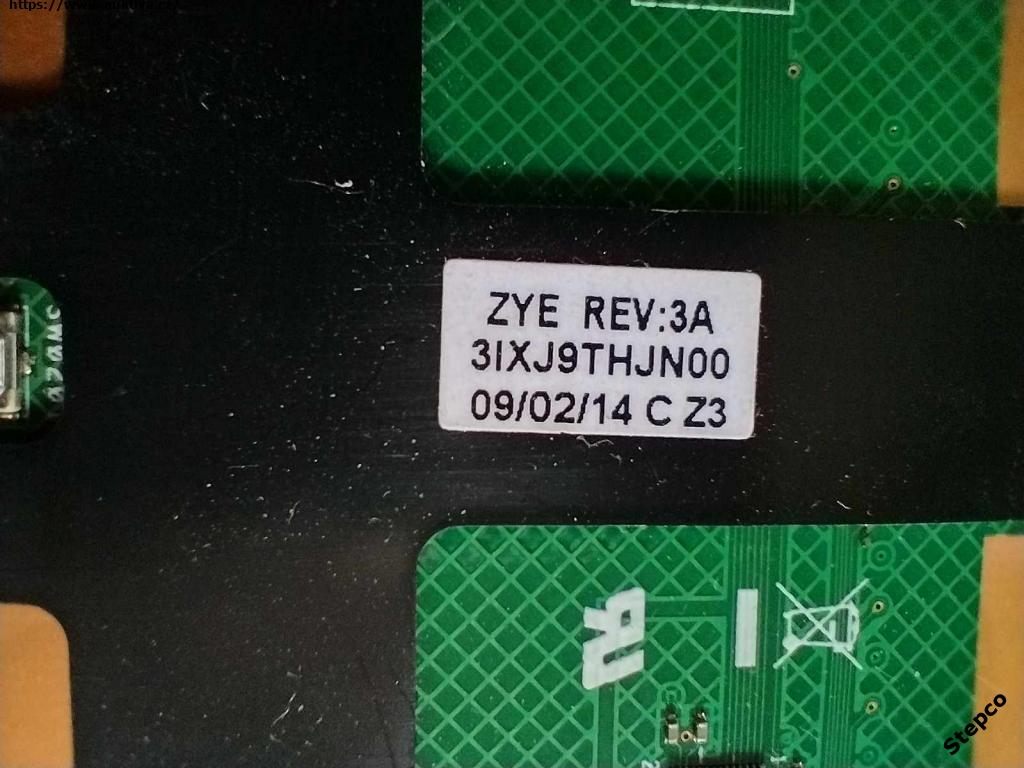 ZYE REV:3A
3IXJ9THJN00
09/02/14 C Z3
Stepco